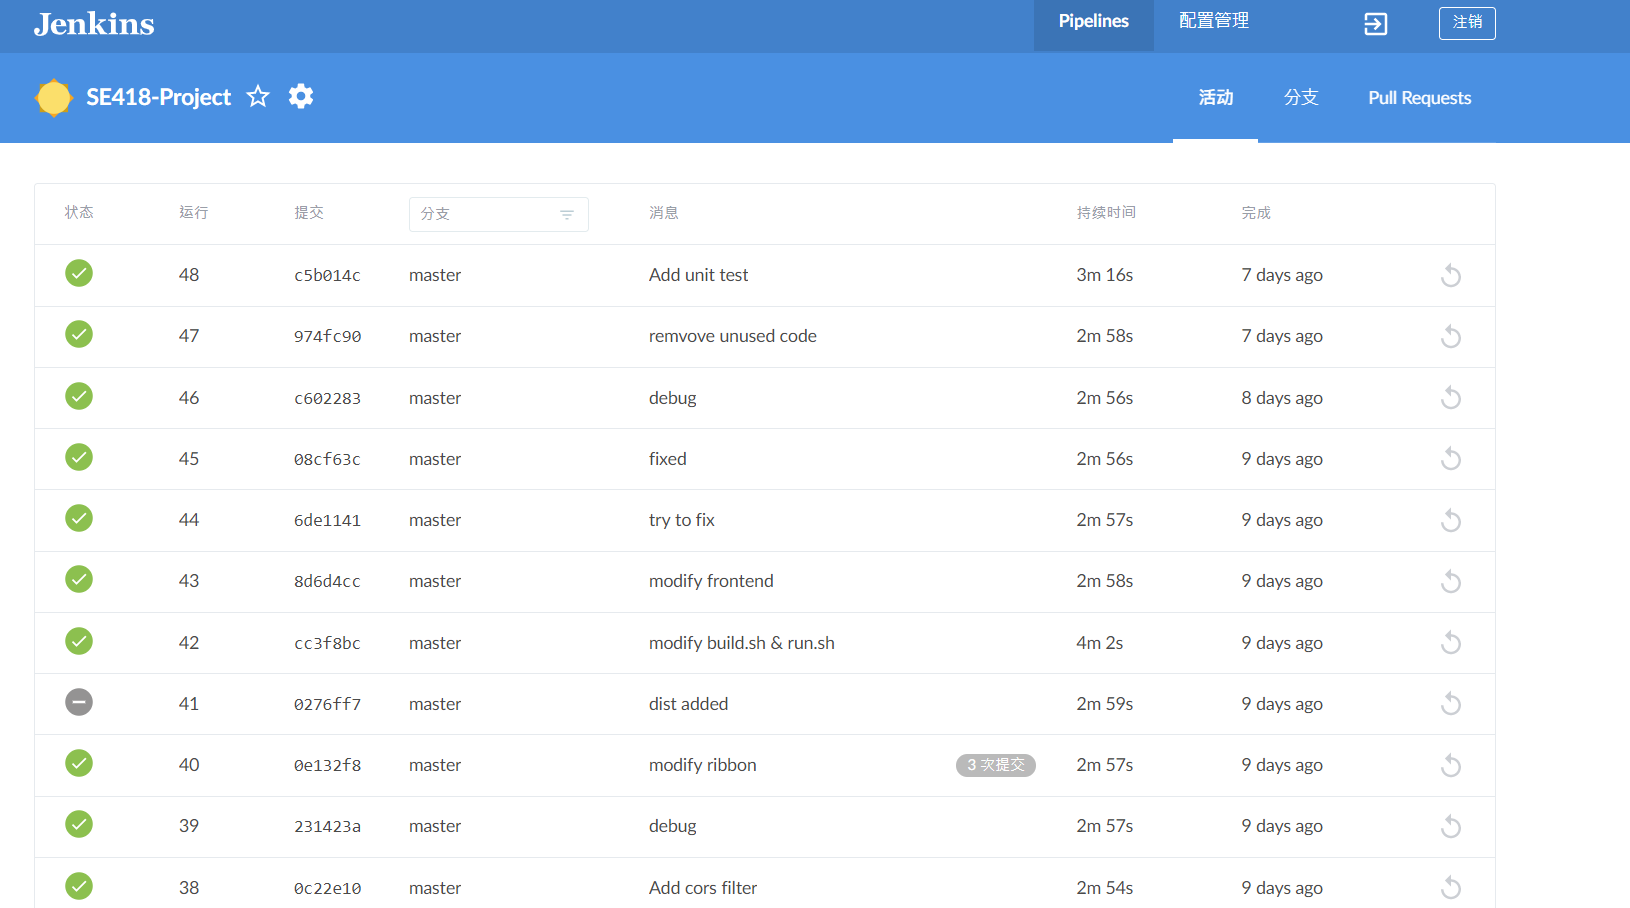 Jenkins Pipelines 配置管理 注销
SE418-Project 活动 分支 Pull Requests
状态 运行 提交 分支 消息 持续时间 完成
48 c5b014c master Add unit test 3m 16s 7 days ago
47 974fc90 master remvove unused code 2m 58s 7 days ago
46 c602283 master debug 2m 56s 8 days ago
45 08cf63c master fixed 2m 56s 9 days ago
44 6de1141 master try to fix 2m 57s 9 days ago
43 8d6d4cc master modify frontend 2m 58s 9 days ago
42 cc3f8bc master modify build.sh & run.sh 4m 2s 9 days ago
41 0276ff7 master dist added 2m 59s 9 days ago
40 0e132f8 master modify ribbon 3 次提交 2m 57s 9 days ago
39 231423a master debug 2m 57s 9 days ago
38 0c22e10 master Add cors filter 2m 54s 9 days ago